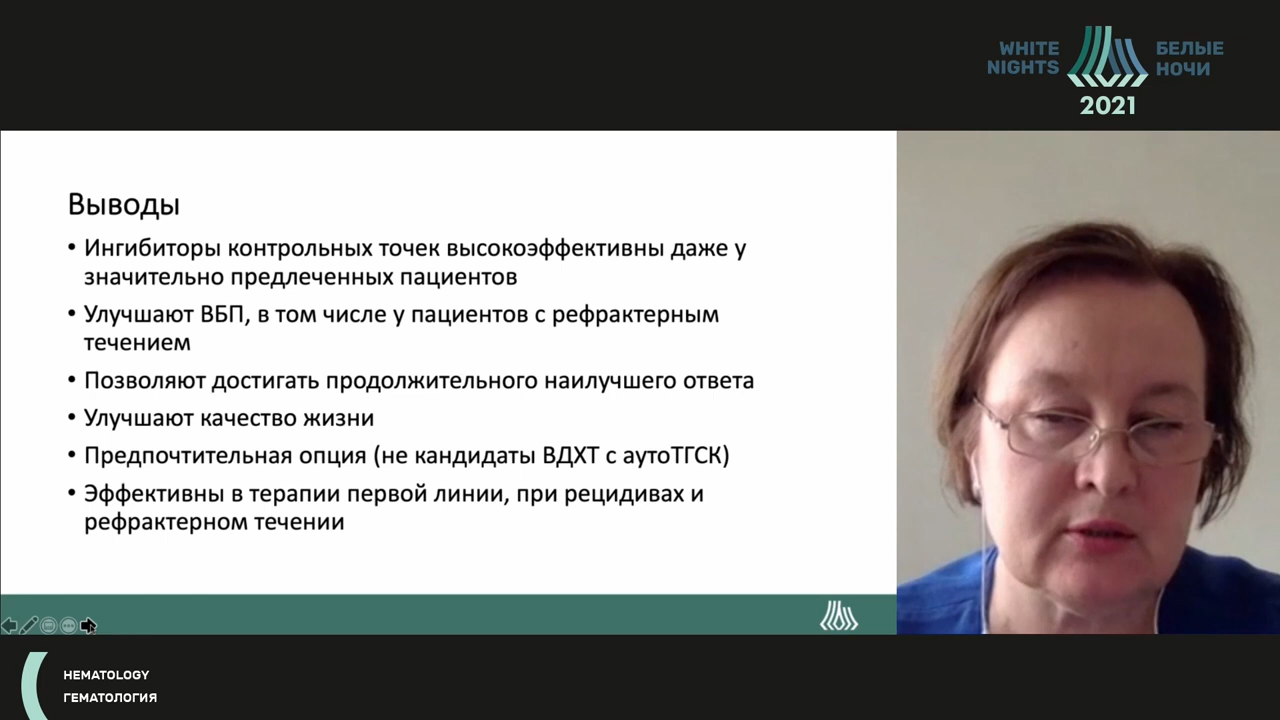 WHITE
NIGHTS
БЕЛЫЕ
НОЧИ
2021
Выводы
• Ингибиторы контрольных точек высокоэффективны даже у
значительно предлеченных пациентов
• Улучшают ВБП, в том числе у пациентов с рефрактерным
течением
• Позволяют достигать продолжительного наилучшего ответа
• Улучшают качество жизни
• Предпочтительная опция (не кандидаты ВДХТ с аутоТГСК)
• Эффективны в терапии первой линии, при рецидивах и
рефрактерном течении
HEMATOLOGY
ГЕМАТОЛОГИЯ